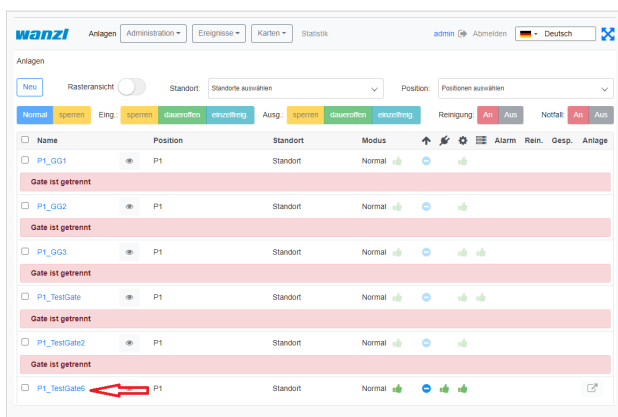 wanzl Anlagen Administration Ereignisse Karten Statistik admin Abmelden Deutsch
Anlagen
Neu Rasteransicht Standort: Standorte auswählen Position: Positionen auswählen
Normal sperren Eing.: sperren daueroffen einzelfreig. Ausg.: sperren daueroffen einzelfreig. Reinigung: An Aus Notfall: An Aus
Name Position Standort Modus Alarm Rein. Gesp. Anlage
P1_GG1 P1 Standort Normal
Gate ist getrennt
P1_GG2 P1 Standort Normal
Gate ist getrennt
P1_GG3 P1 Standort Normal
Gate ist getrennt
P1_TestGate P1 Standort Normal
Gate ist getrennt
P1_TestGate2 P1 Standort Normal
Gate ist getrennt
P1_TestGate6 P1 Standort Normal